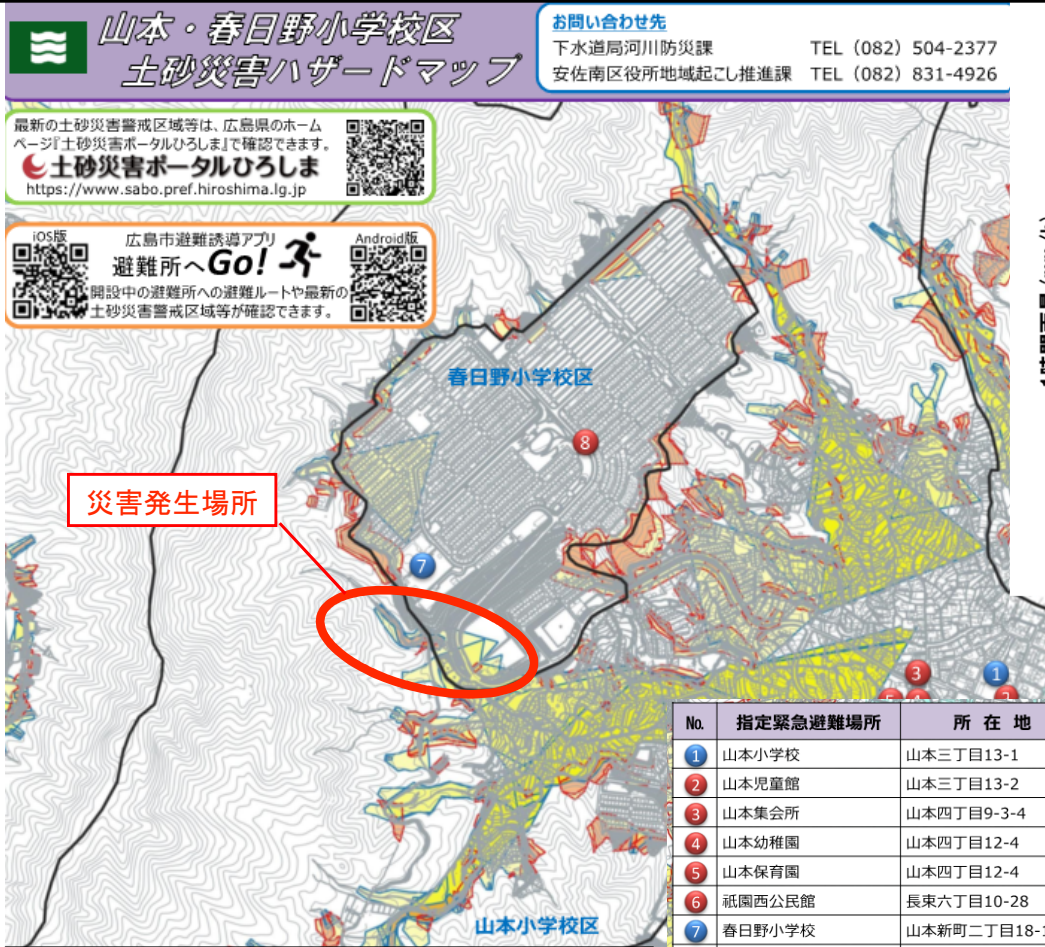 山本・春日野小学校区
土砂災害ハザードマップ
お問い合わせ先
下水道局河川防災課 TEL (082) 504-2377
安佐南区役所地域起こし推進課 TEL (082) 831-4926
最新の土砂災害警戒区域等は、広島県のホーム
ページ『土砂災害ポータルひろしま』で確認できます。
土砂災害ポータルひろしま
https://www.sabo.pref.hiroshima.lg.jp
iOS版
広島市避難誘導アプリ
避難所へGo!
Android版
開設中の避難所への避難ルートや最新の
土砂災害警戒区域等が確認できます。
春日野小学校区
8
災害発生場所
7
3
1
山本小学校区
No. 指定緊急避難場所 所在地
1 山本小学校 山本三丁目13-1
2 山本児童館 山本三丁目13-2
3 山本集会所 山本四丁目9-3-4
4 山本幼稚園 山本四丁目12-4
5 山本保育園 山本四丁目12-4
6 祇園西公民館 長束六丁目10-28
7 春日野小学校 山本新町二丁目18-